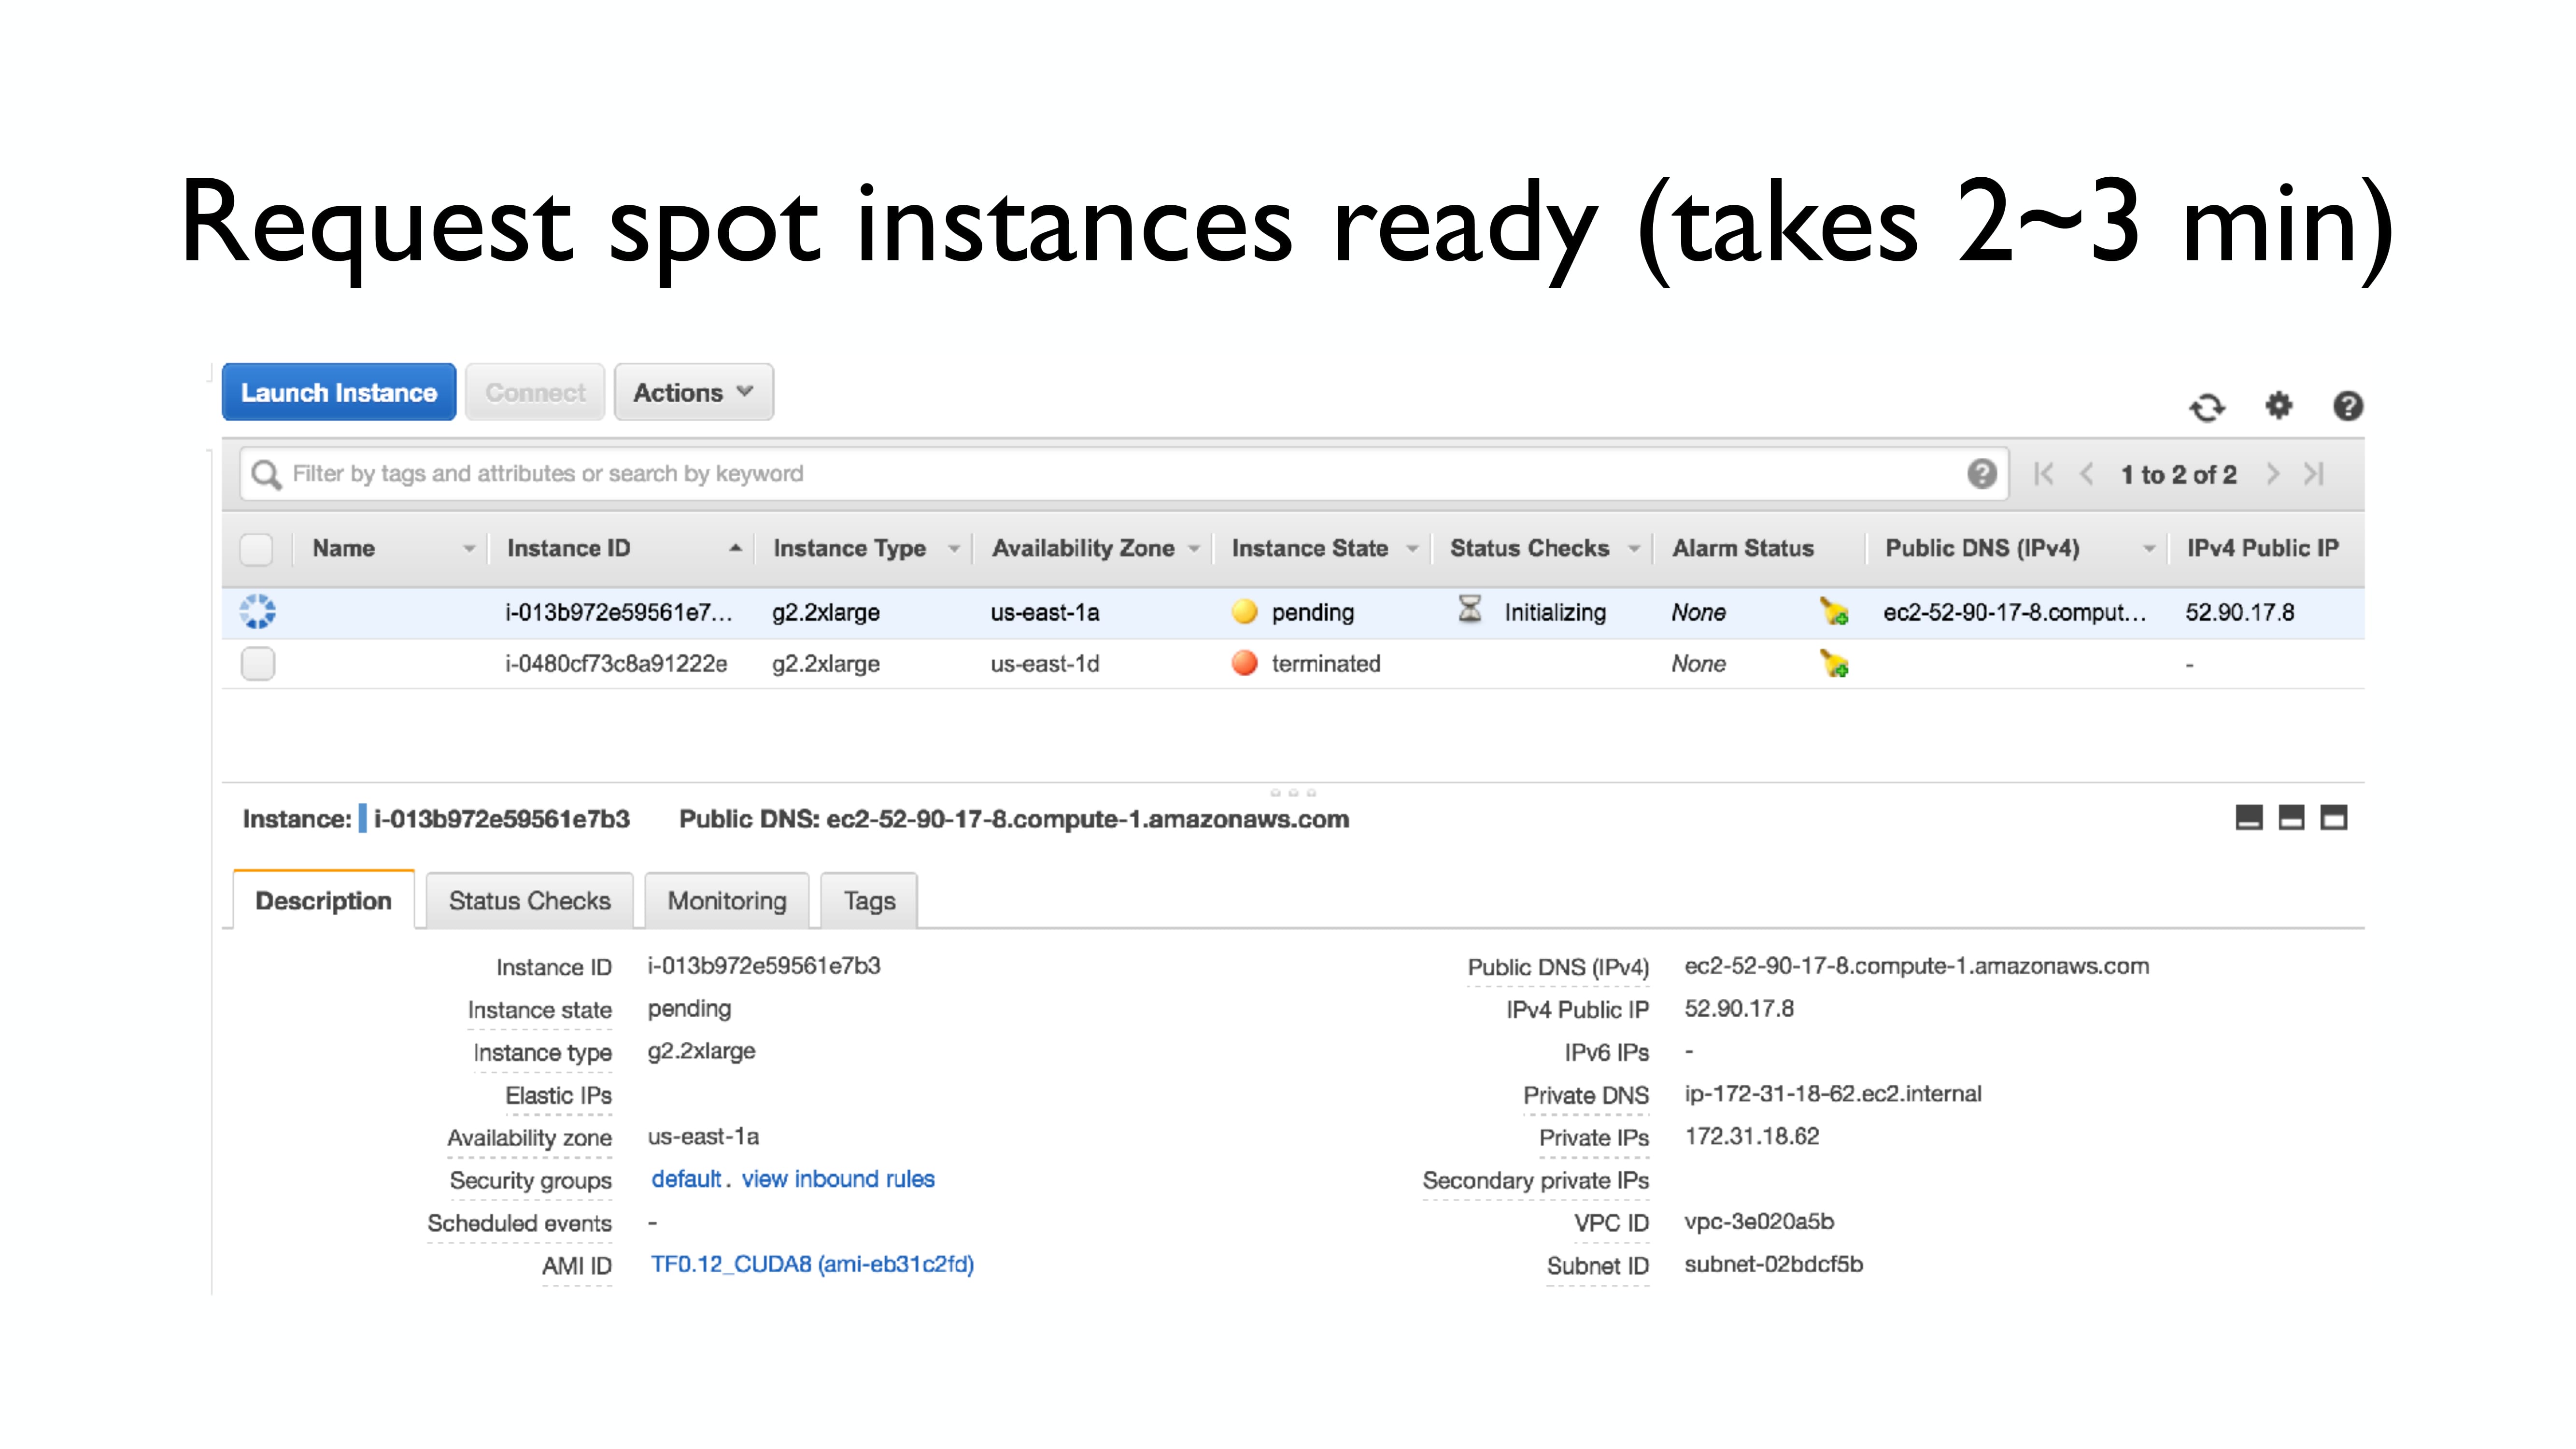 Request spot instances ready (takes 2~3 min)
Launch Instance Connect Actions
Filter by tags and attributes or search by keyword 1 to 2 of 2
Name Instance ID Instance Type Availability Zone Instance State Status Checks Alarm Status Public DNS (IPv4) IPv4 Public IP
i-013b972e59561e7... g2.2xlarge us-east-1a pending Initializing None ec2-52-90-17-8.comput... 52.90.17.8
i-0480cf73c8a91222e g2.2xlarge us-east-1d terminated None -
Instance: i-013b972e59561e7b3 Public DNS: ec2-52-90-17-8.compute-1.amazonaws.com
Description Status Checks Monitoring Tags
Instance ID i-013b972e59561e7b3 Public DNS (IPv4) ec2-52-90-17-8.compute-1.amazonaws.com
Instance state pending IPv4 Public IP 52.90.17.8
Instance type g2.2xlarge IPv6 IPs -
Elastic IPs Private DNS ip-172-31-18-62.ec2.internal
Availability zone us-east-1a Private IPs 172.31.18.62
Security groups default. view inbound rules Secondary private IPs
Scheduled events - VPC ID vpc-3e020a5b
AMI ID TF0.12_CUDA8 (ami-eb31c2fd) Subnet ID subnet-02bdcf5b